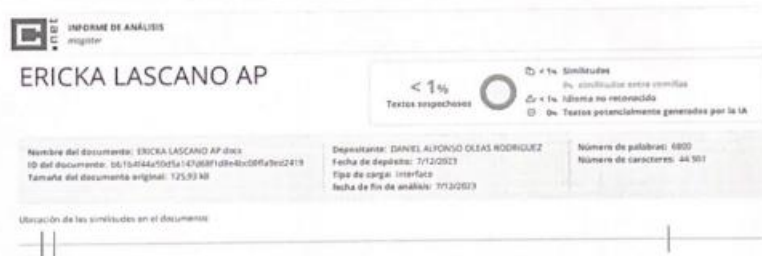 INFORME DE ANÁLISIS
magister
ERICKA LASCANO AP
< 1%
Textos sospechosos
< 1% Similitudes
0% similitudes entre comillas
< 1% Idioma no reconocido
0% Textos potencialmente generados por la IA
Nombre del documento: ERICKA LASCANO AP.docx
ID del documento:
Tamaño del documento original: 125,93 kB
Depositante: DANIEL ALFONSO OLEAS RODRIGUEZ
Fecha de depósito: 7/12/2023
Tipo de carga: interface
fecha de fin de análisis: 7/12/2023
Número de palabras: 6800
Número de caracteres: 44.501
Ubicación de las similitudes en el documento: